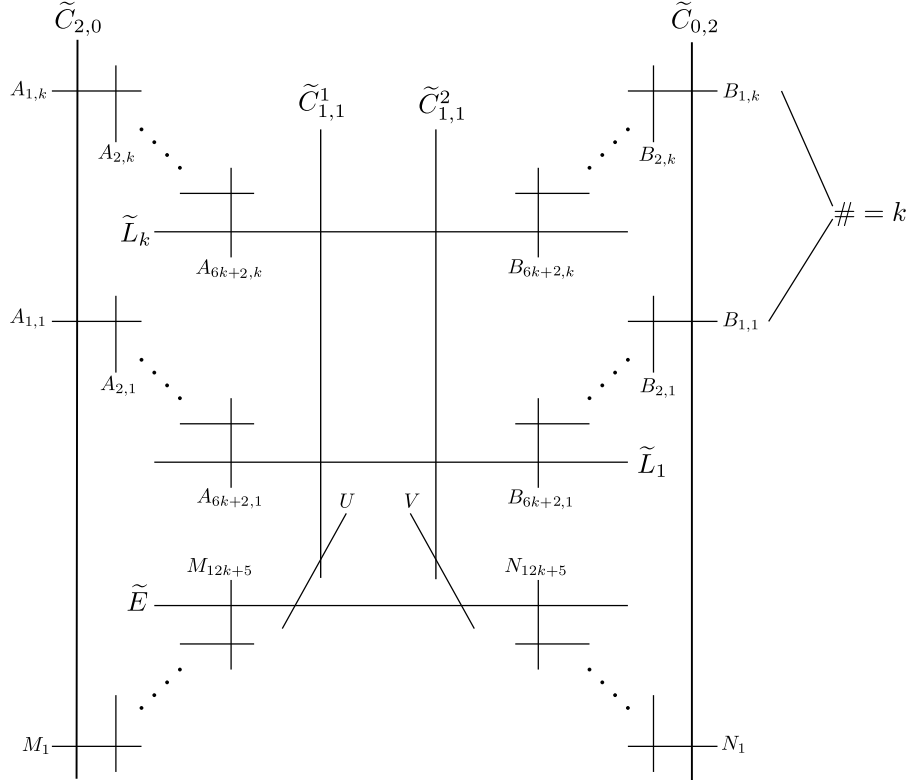 C̃_{2,0} C̃_{0,2}
A_{1,k} C̃^1_{1,1} C̃^2_{1,1} B_{1,k}
A_{2,k} B_{2,k}
# = k
L̃_k
A_{6k+2,k} B_{6k+2,k}
A_{1,1} B_{1,1}
A_{2,1} B_{2,1}
L̃_1
A_{6k+2,1} U V B_{6k+2,1}
M_{12k+5} N_{12k+5}
Ẽ
M_1 N_1